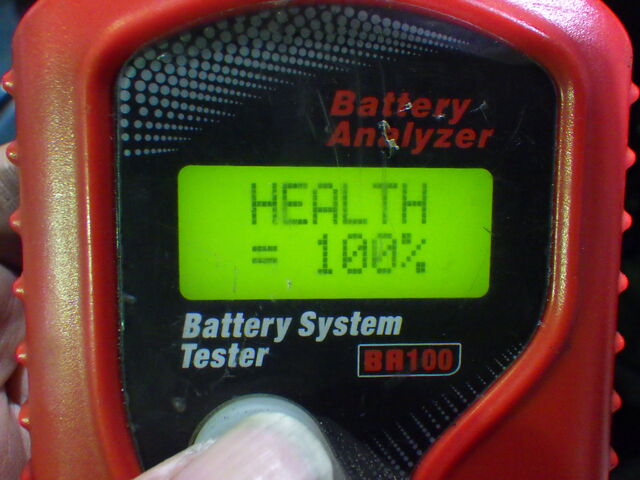 Battery
Analyzer
HEALTH
= 100%
Battery System
Tester
BR100